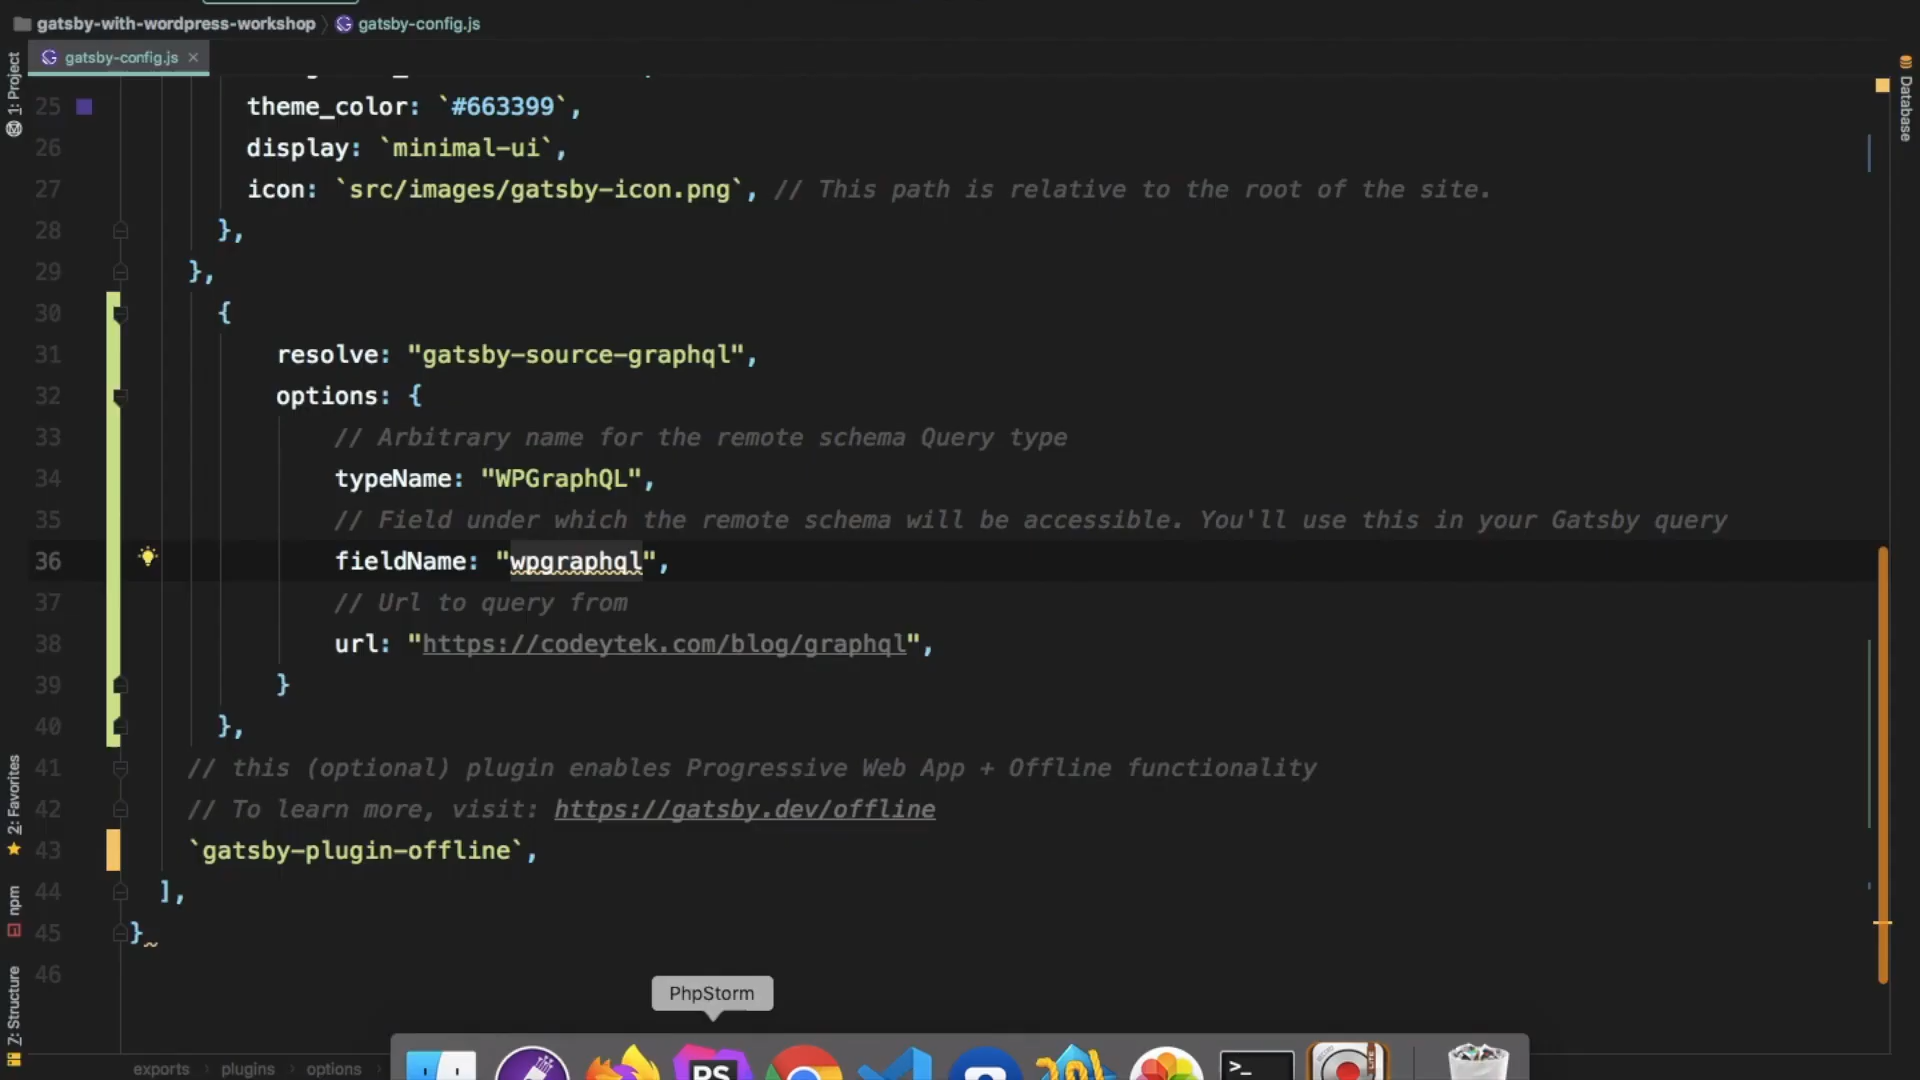 gatsby-with-wordpress-workshop
gatsby-config.js
gatsby-config.js
1: Project
Database
25 theme_color: `#663399`,
26 display: `minimal-ui`,
27 icon: `src/images/gatsby-icon.png`, // This path is relative to the root of the site.
28 },
29 },
30 {
31 resolve: "gatsby-source-graphql",
32 options: {
33 // Arbitrary name for the remote schema Query type
34 typeName: "WPGraphQL",
35 // Field under which the remote schema will be accessible. You'll use this in your Gatsby query
36 fieldName: "wpgraphql",
37 // Url to query from
38 url: "https://codeytek.com/blog/graphql",
39 }
40 },
41 // this (optional) plugin enables Progressive Web App + Offline functionality
42 // To learn more, visit: https://gatsby.dev/offline
43 `gatsby-plugin-offline`,
44 ],
45 }
46
2: Favorites
npm
Z: Structure
PhpStorm
exports
plugins
options
PS
>_